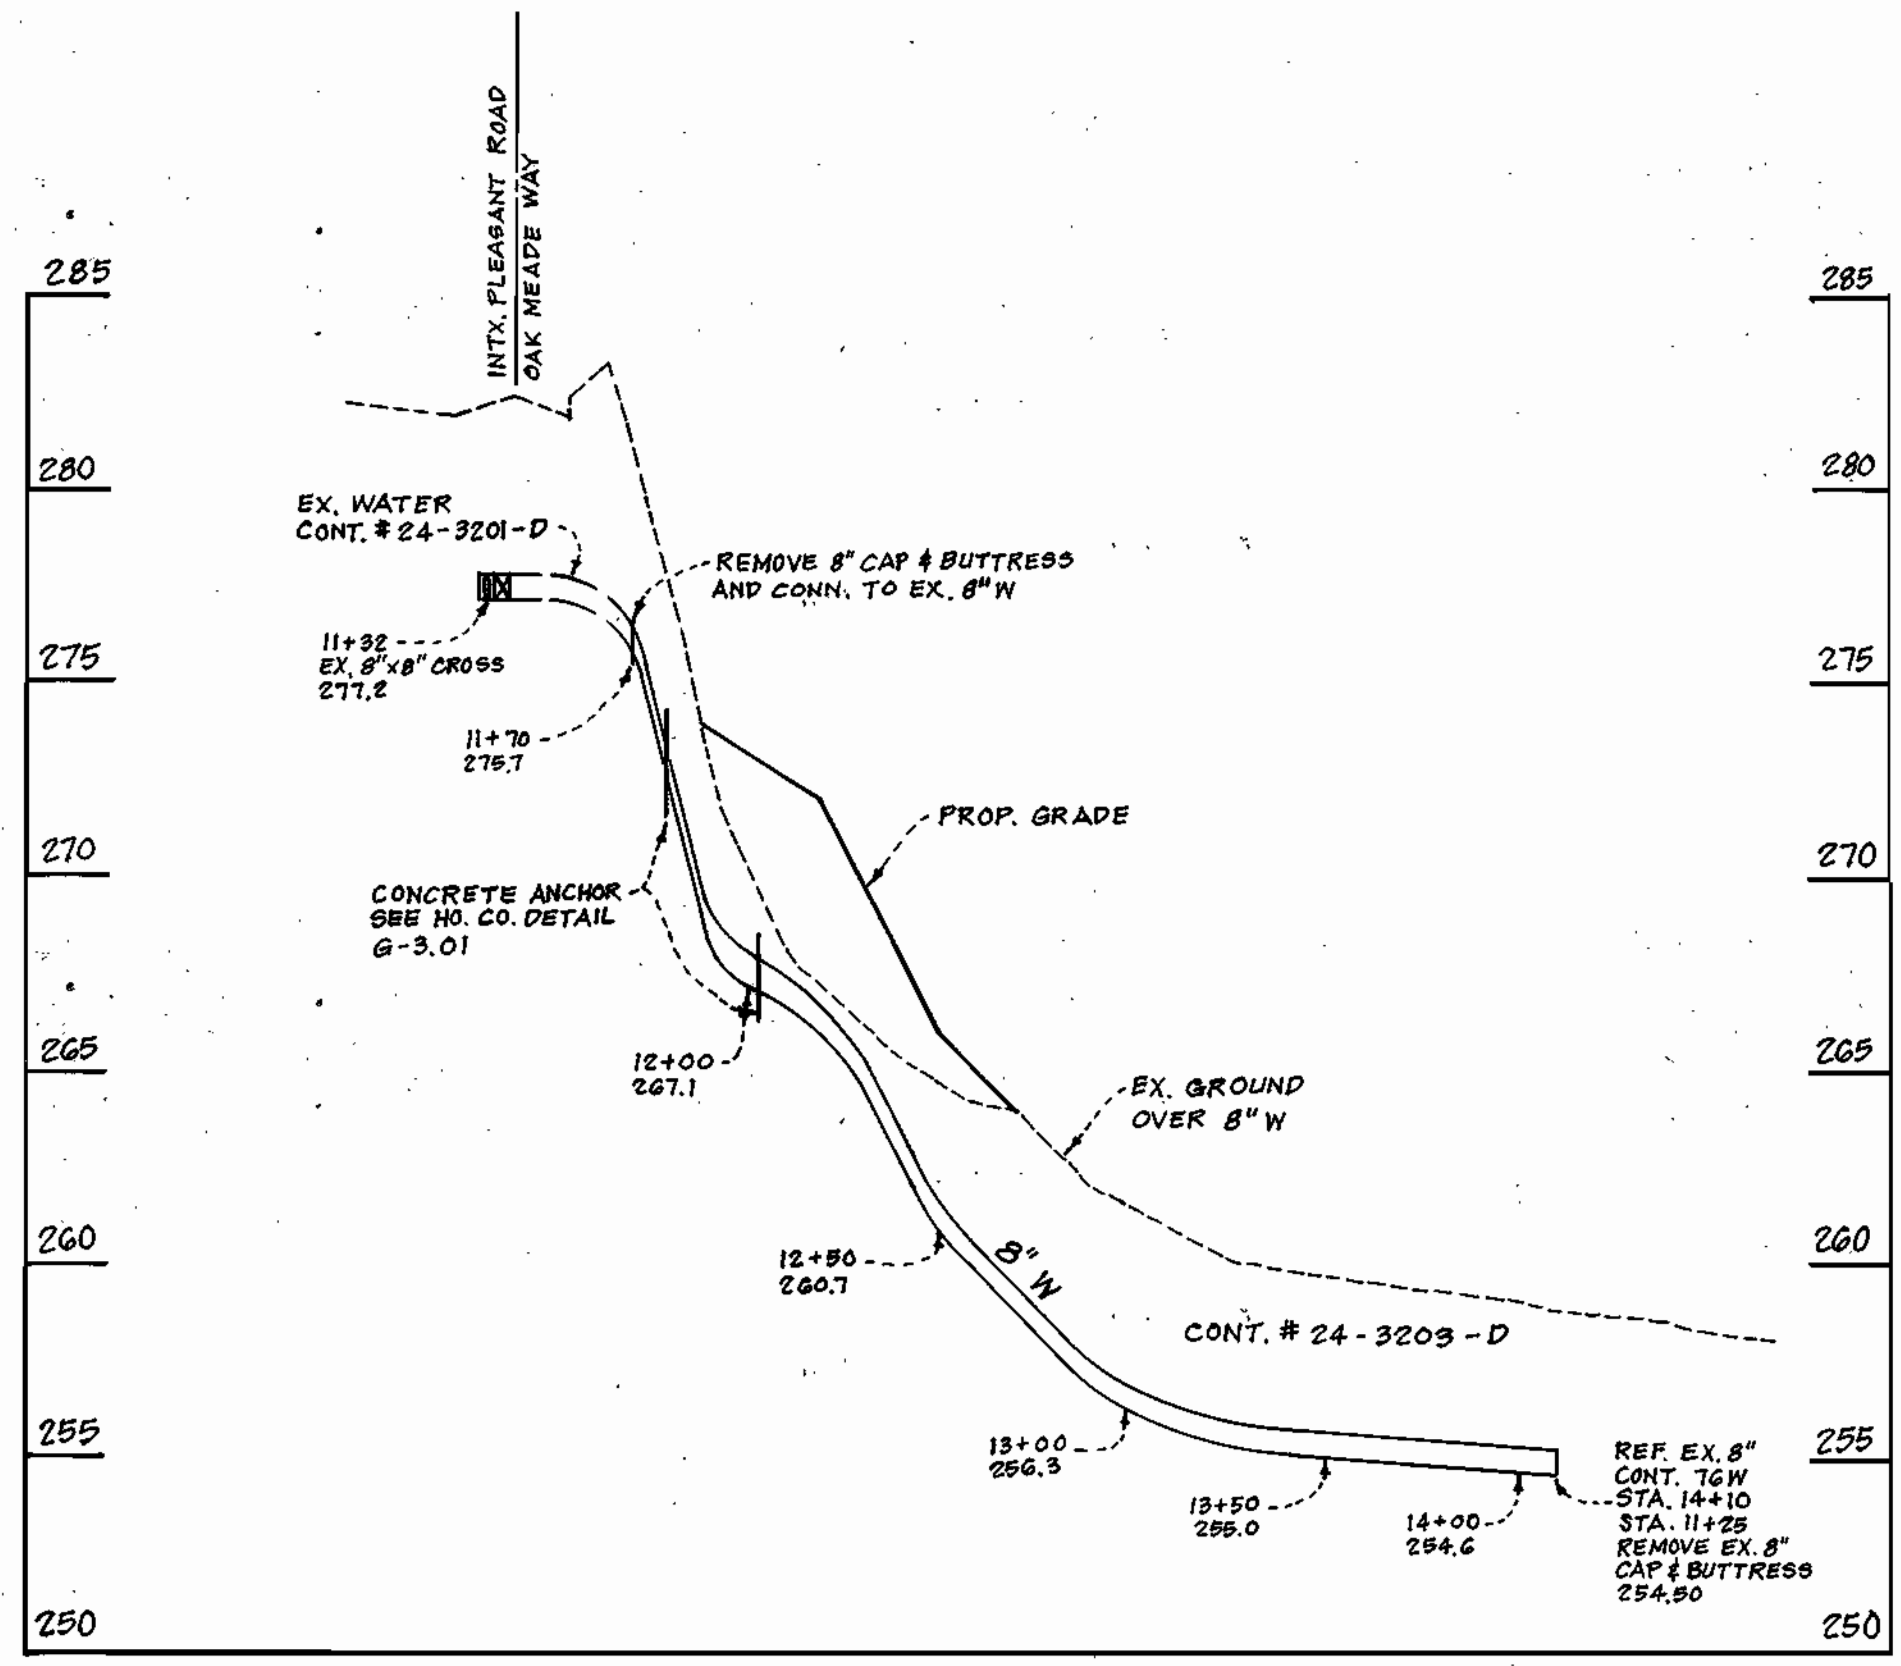 INTX. PLEASANT ROAD
OAK MEADE WAY
285
285
280
280
EX. WATER
CONT. # 24-3201-D
REMOVE 8" CAP & BUTTRESS
AND CONN. TO EX. 8" W
11+32
EX. 8"x8" CROSS
277.2
275
275
11+70
275.7
PROP. GRADE
270
270
CONCRETE ANCHOR
SEE HO. CO. DETAIL
G-3.01
265
265
12+00
267.1
EX. GROUND
OVER 8" W
260
260
12+50
260.7
8" W
CONT. # 24-3203-D
255
255
13+00
256.3
13+50
255.0
14+00
254.6
REF. EX. 8"
CONT. 76W
STA. 14+10
STA. 11+25
REMOVE EX. 8"
CAP & BUTTRESS
254.50
250
250